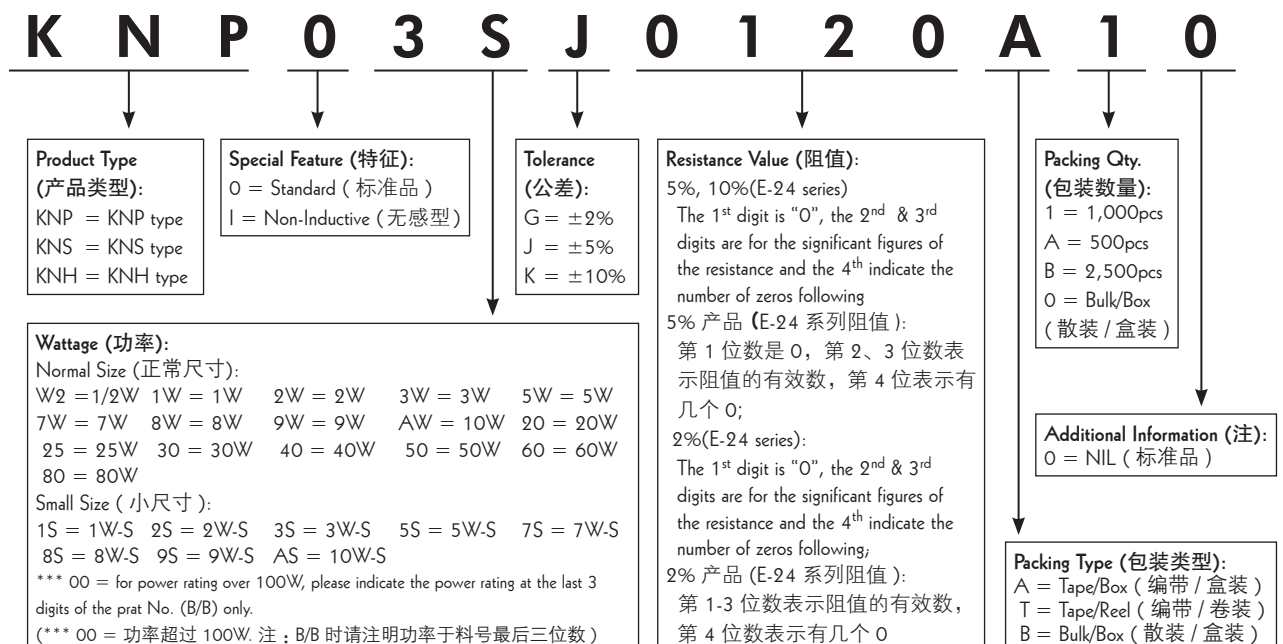 KNP03SJ0120A10
Product Type
(产品类型):
KNP = KNP type
KNS = KNS type
KNH = KNH type
Special Feature (特征):
0 = Standard ( 标准品 )
I = Non-Inductive ( 无感型 )
Tolerance
(公差):
G = ±2%
J = ±5%
K = ±10%
Resistance Value (阻值):
5%, 10%(E-24 series)
The 1st digit is “0”, the 2nd & 3rd
digits are for the significant figures of
the resistance and the 4th indicate the
number of zeros following
5% 产品 (E-24 系列阻值 ):
第 1 位数是 0，第 2、3 位数表
示阻值的有效数，第 4 位表示有
几个 0;
2%(E-24 series):
The 1st digit is “0”, the 2nd & 3rd
digits are for the significant figures of
the resistance and the 4th indicate the
number of zeros following;
2% 产品 (E-24 系列阻值 ):
第 1-3 位数表示阻值的有效数，
第 4 位数表示有几个 0
Packing Qty.
(包装数量):
1 = 1,000pcs
A = 500pcs
B = 2,500pcs
0 = Bulk/Box
( 散装 / 盒装 )
Wattage (功率):
Normal Size (正常尺寸):
W2 =1/2W 1W = 1W 2W = 2W 3W = 3W 5W = 5W
7W = 7W 8W = 8W 9W = 9W AW = 10W 20 = 20W
25 = 25W 30 = 30W 40 = 40W 50 = 50W 60 = 60W
80 = 80W
Small Size ( 小尺寸 ):
1S = 1W-S 2S = 2W-S 3S = 3W-S 5S = 5W-S 7S = 7W-S
8S = 8W-S 9S = 9W-S AS = 10W-S
*** 00 = for power rating over 100W, please indicate the power rating at the last 3
digits of the prat No. (B/B) only.
(*** 00 = 功率超过 100W. 注 : B/B 时请注明功率于料号最后三位数 )
Additional Information (注):
0 = NIL ( 标准品 )
Packing Type (包装类型):
A = Tape/Box ( 编带 / 盒装 )
T = Tape/Reel ( 编带 / 卷装 )
B = Bulk/Box ( 散装 / 盒装 )